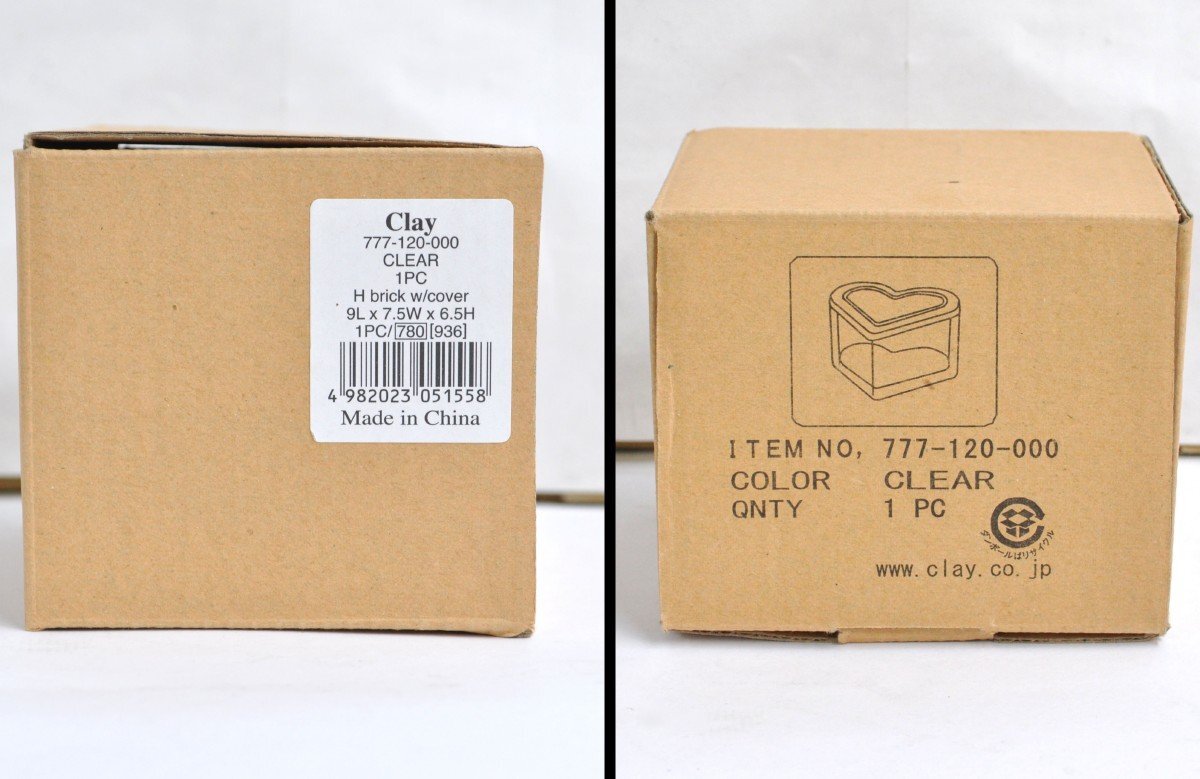 Clay
777-120-000
CLEAR
1PC
H brick w/cover
9L x 7.5W x 6.5H
1PC/780[936]
4 982023 051558
Made in China
ITEM NO, 777-120-000
COLOR CLEAR
QNTY 1 PC
ダンボールはリサイクル
www.clay.co.jp